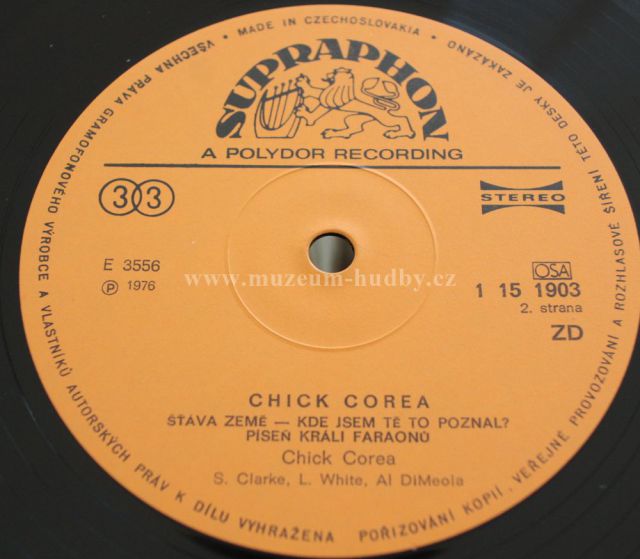 MADE IN CZECHOSLOVAKIA •
SUPRAPHON
A POLYDOR RECORDING
33
STEREO
E 3556
℗ 1976
www.muzeum-hudby.cz
OSA
1 15 1903
2. strana
ZD
CHICK COREA
ŠŤÁVA ZEMĚ — KDE JSEM TĚ TO POZNAL?
PÍSEŇ KRÁLI FARAONŮ
Chick Corea
S. Clarke, L. White, Al DiMeola
VŠECHNA PRÁVA GRAMOFONOVÉHO VÝROBCE A VLASTNÍKŮ AUTORSKÝCH PRÁV K DÍLU VYHRAŽENA
POŘIZOVÁNÍ KOPIÍ, VEŘEJNÉ PROVOZOVÁNÍ A ROZHLASOVÉ ŠÍŘENÍ TÉTO DESKY JE ZAKÁZÁNO